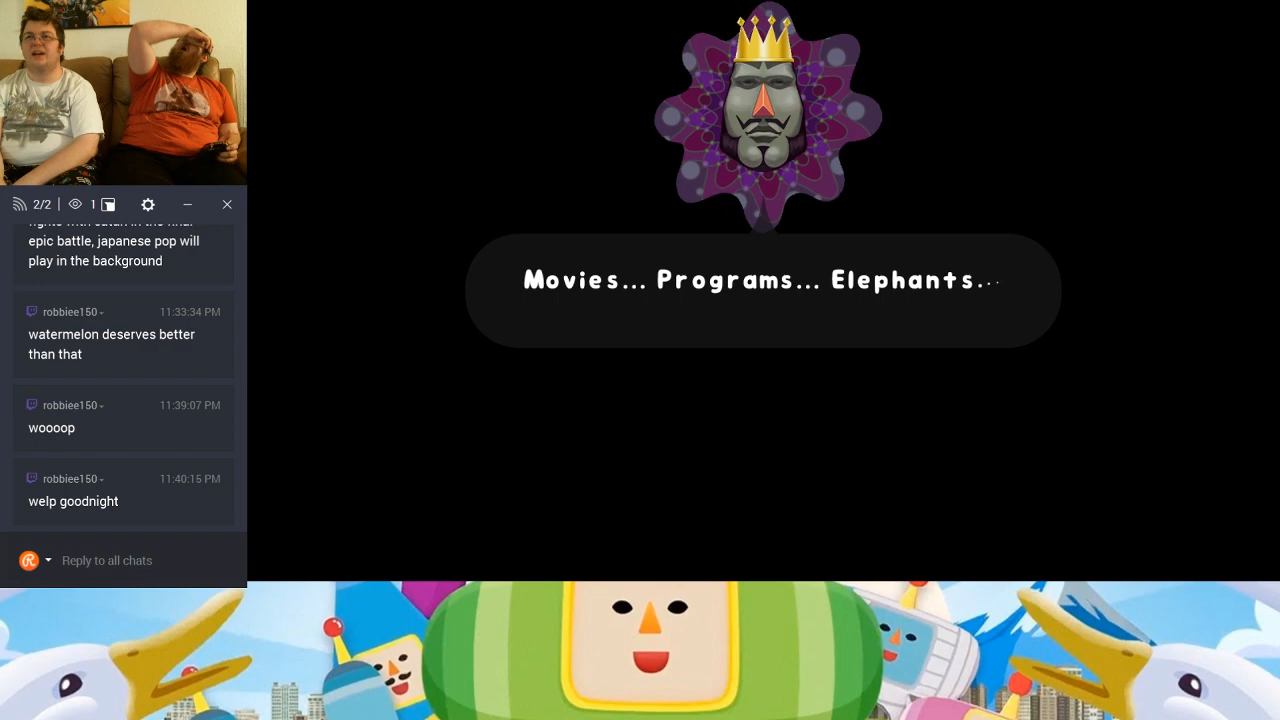 2/2 | 1
epic battle, japanese pop will
play in the background
robbiee150 11:33:34 PM
watermelon deserves better
than that
robbiee150 11:39:07 PM
woooop
robbiee150 11:40:15 PM
welp goodnight
Reply to all chats
Movies... Programs... Elephants...